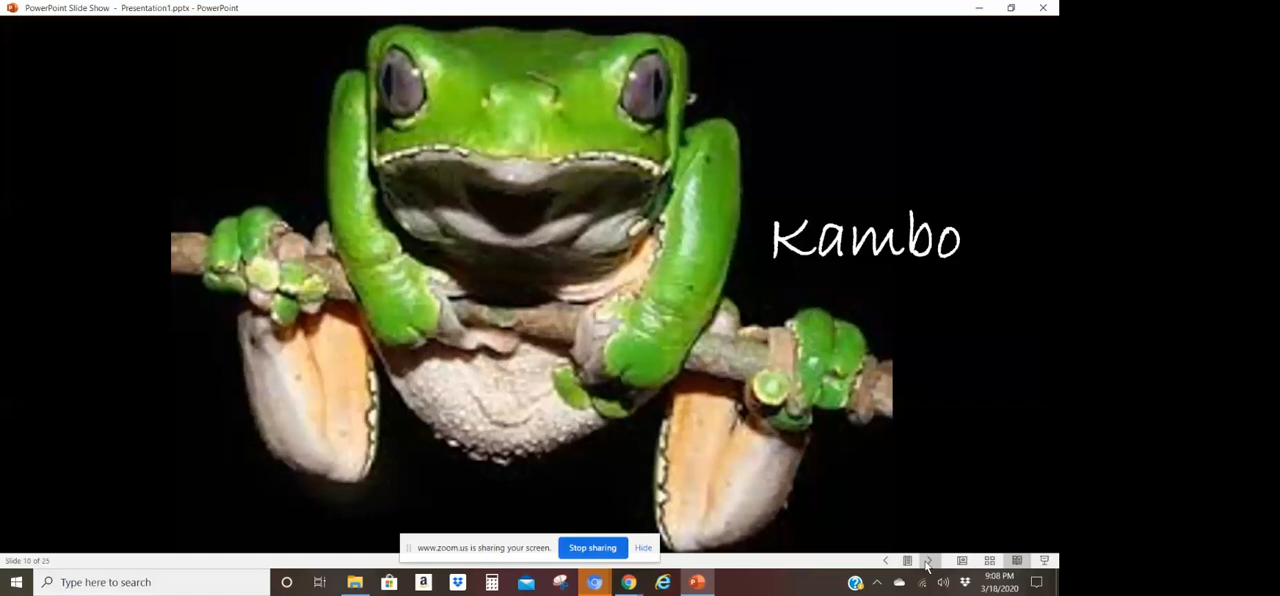 PowerPoint Slide Show - Presentation1.pptx - PowerPoint
Kambo
www.zoom.us is sharing your screen.
Stop sharing
Hide
Slide 10 of 25
Type here to search
9:08 PM
3/18/2020